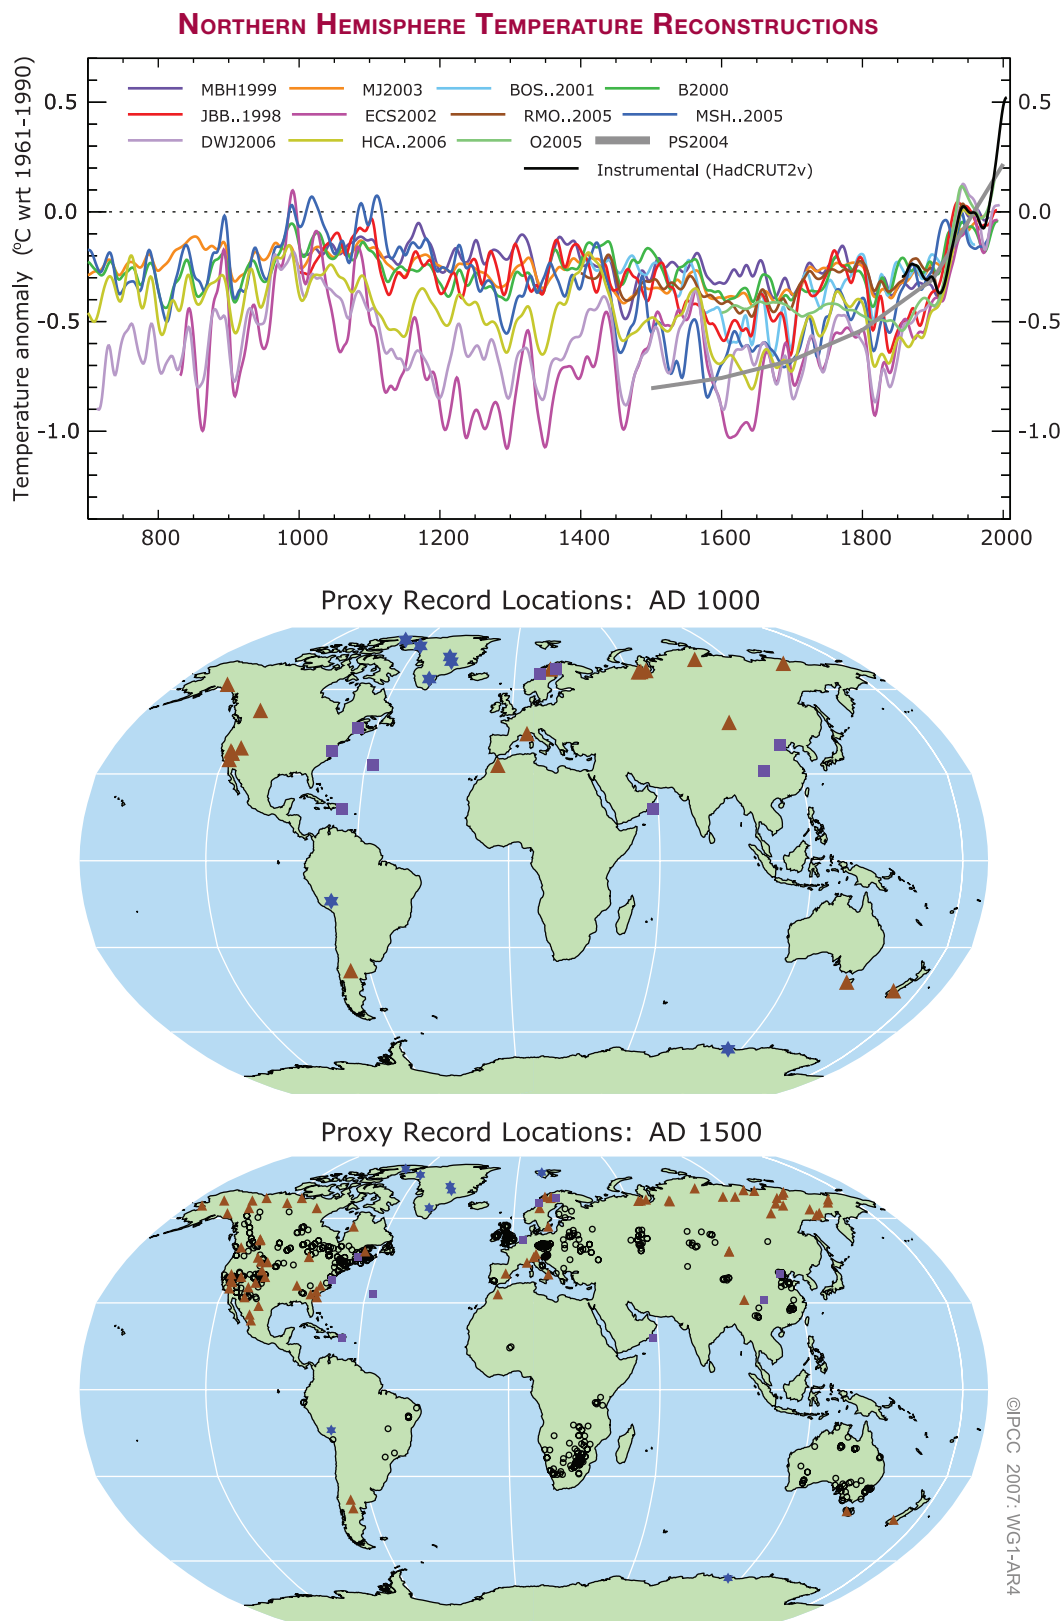 NORTHERN HEMISPHERE TEMPERATURE RECONSTRUCTIONS
MBH1999 MJ2003 BOS..2001 B2000
JBB..1998 ECS2002 RMO..2005 MSH..2005
DWJ2006 HCA..2006 O2005 PS2004
Instrumental (HadCRUT2v)
Temperature anomaly (°C wrt 1961-1990)
0.5 0.5
0.0 0.0
-0.5 -0.5
-1.0 -1.0
800 1000 1200 1400 1600 1800 2000
Proxy Record Locations: AD 1000
Proxy Record Locations: AD 1500
©IPCC 2007: WG1-AR4